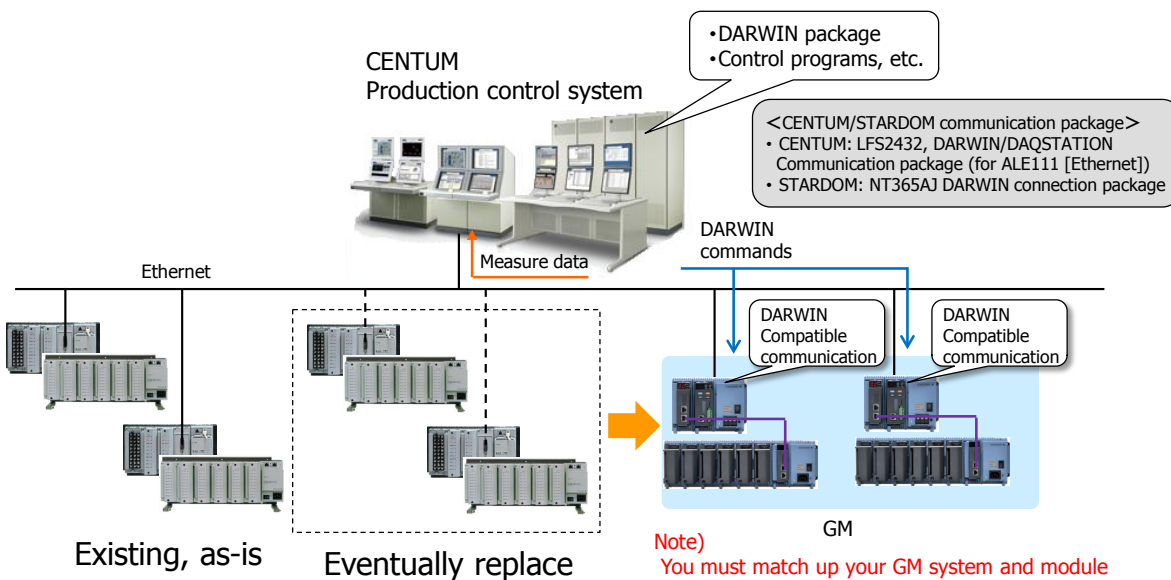 •DARWIN package
•Control programs, etc.
CENTUM
Production control system
<CENTUM/STARDOM communication package>
・CENTUM: LFS2432, DARWIN/DAQSTATION
Communication package (for ALE111 [Ethernet])
・STARDOM: NT365AJ DARWIN connection package
DARWIN
commands
Measure data
Ethernet
DARWIN
Compatible
communication
DARWIN
Compatible
communication
GM
Existing, as-is
Eventually replace
Note)
You must match up your GM system and module